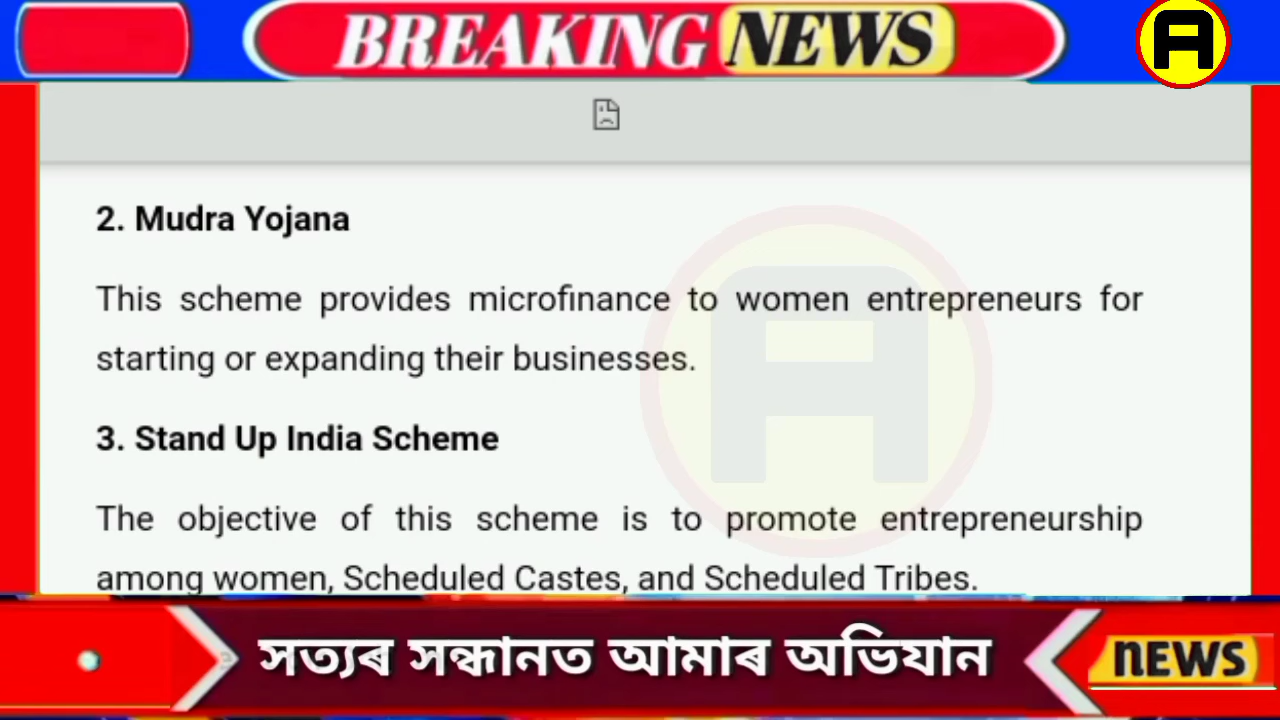 BREAKING NEWS
A
2. Mudra Yojana
This scheme provides microfinance to women entrepreneurs for
starting or expanding their businesses.
3. Stand Up India Scheme
The objective of this scheme is to promote entrepreneurship
among women, Scheduled Castes, and Scheduled Tribes.
সত্যৰ সন্ধানত আমাৰ অভিযান
NEWS